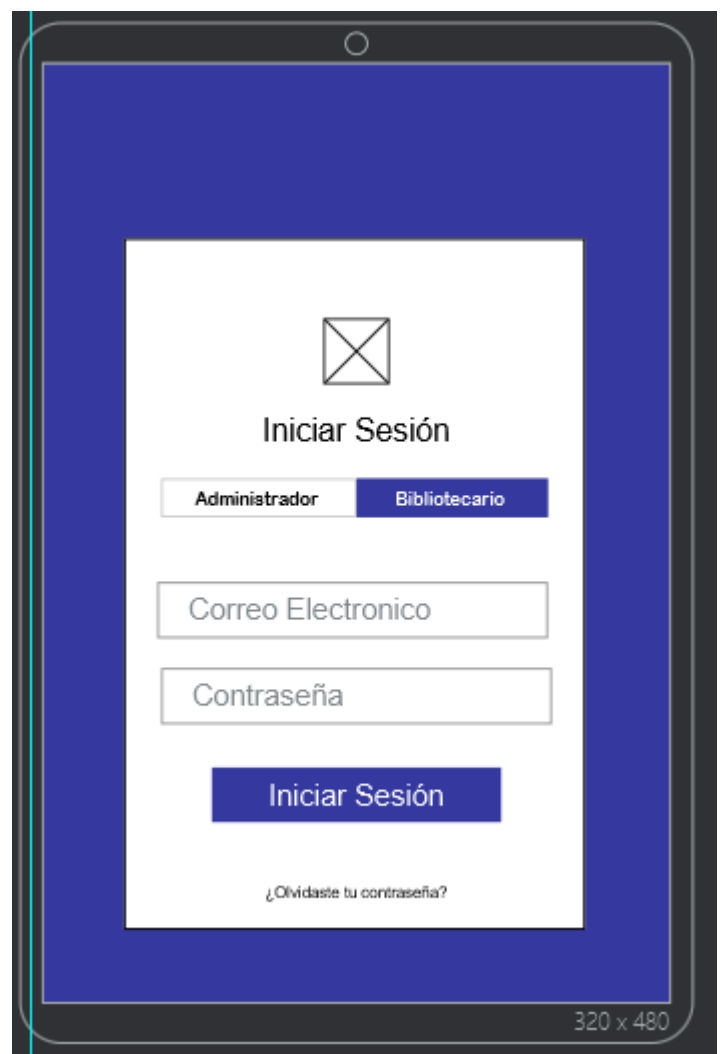 Iniciar Sesión
Administrador Bibliotecario
Correo Electronico
Contraseña
Iniciar Sesión
¿Olvidaste tu contraseña?
320 x 480